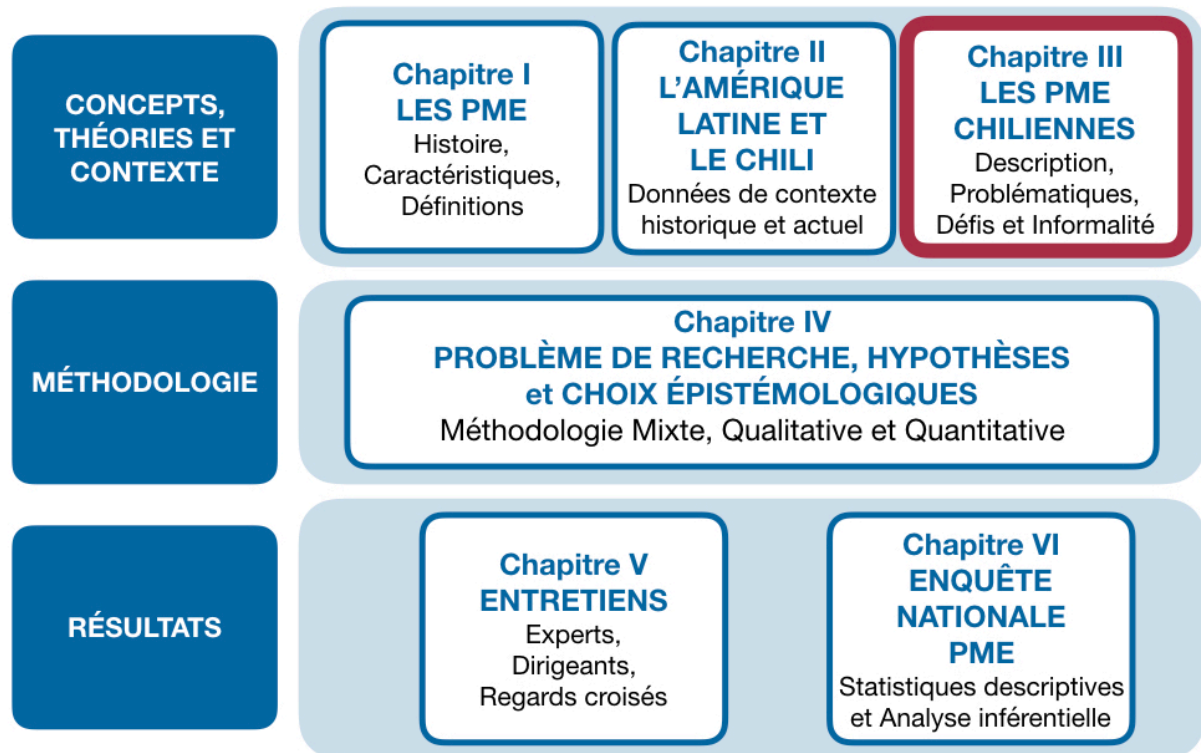 CONCEPTS,
THÉORIES ET
CONTEXTE
Chapitre I
LES PME
Histoire,
Caractéristiques,
Définitions
Chapitre II
L’AMÉRIQUE
LATINE ET
LE CHILI
Données de contexte
historique et actuel
Chapitre III
LES PME
CHILIENNES
Description,
Problématiques,
Défis et Informalité
MÉTHODOLOGIE
Chapitre IV
PROBLÈME DE RECHERCHE, HYPOTHÈSES
et CHOIX ÉPISTÉMOLOGIQUES
Méthodologie Mixte, Qualitative et Quantitative
RÉSULTATS
Chapitre V
ENTRETIENS
Experts,
Dirigeants,
Regards croisés
Chapitre VI
ENQUÊTE
NATIONALE
PME
Statistiques descriptives
et Analyse inférentielle